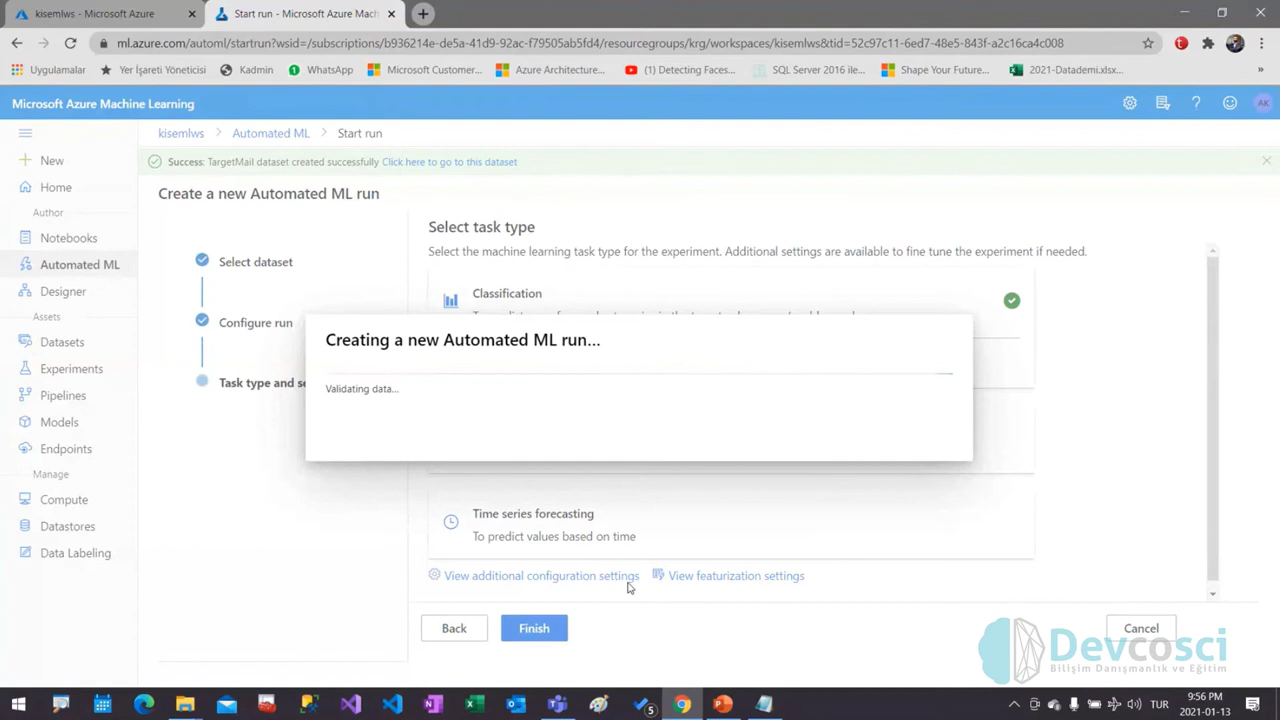 kisemlws - Microsoft Azure
Start run - Microsoft Azure Mach
ml.azure.com/automl/startrun?wsid=/subscriptions/b936214e-de5a-41d9-92ac-f79505ab5fd4/resourcegroups/krg/workspaces/kisemlws&tid=52c97c11-6ed7-48e5-843f-a2c16ca4c008
Uygulamalar
Yer İşareti Yöneticisi
Kadmin
WhatsApp
Microsoft Customer...
Azure Architecture...
(1) Detecting Faces...
SQL Server 2016 ile...
Shape Your Future...
2021-Datademi.xlsx...
»
Microsoft Azure Machine Learning
AK
kisemlws > Automated ML > Start run
Success: TargetMail dataset created successfully Click here to go to this dataset
New
Home
Author
Notebooks
Automated ML
Designer
Assets
Datasets
Experiments
Pipelines
Models
Endpoints
Manage
Compute
Datastores
Data Labeling
Create a new Automated ML run
Select dataset
Configure run
Task type and se
Select task type
Select the machine learning task type for the experiment. Additional settings are available to fine tune the experiment if needed.
Classification
Creating a new Automated ML run...
Validating data...
Time series forecasting
To predict values based on time
View additional configuration settings
View featurization settings
Back
Finish
Cancel
Devcosci
Bilişim Danışmanlık ve Eğitim
5
TUR
9:56 PM
2021-01-13